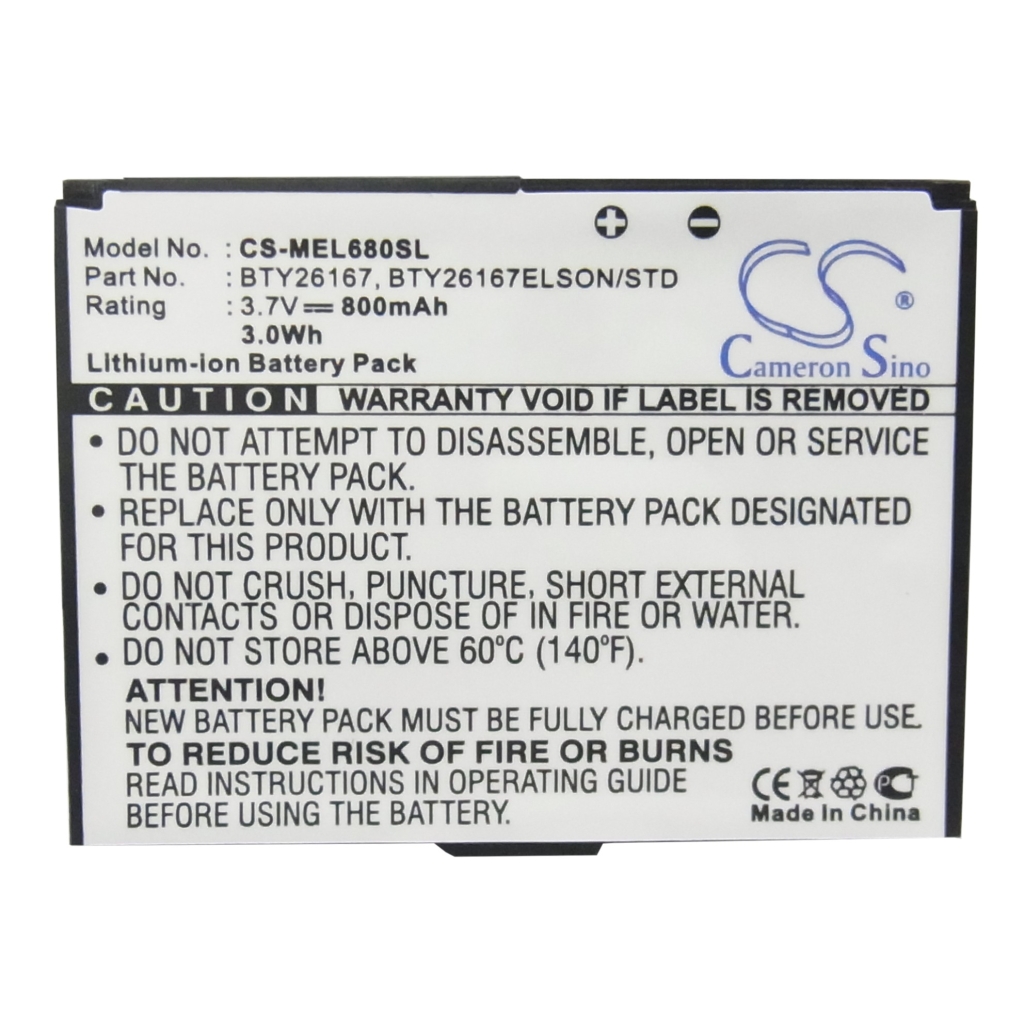 Model No. : CS-MEL680SL
Part No. : BTY26167, BTY26167ELSON/STD
Rating : 3.7V 800mAh
3.0Wh
Lithium-ion Battery Pack
CS ®
Cameron Sino
CAUTION WARRANTY VOID IF LABEL IS REMOVED
• DO NOT ATTEMPT TO DISASSEMBLE, OPEN OR SERVICE
THE BATTERY PACK.
• REPLACE ONLY WITH THE BATTERY PACK DESIGNATED
FOR THIS PRODUCT.
• DO NOT CRUSH, PUNCTURE, SHORT EXTERNAL
CONTACTS OR DISPOSE OF IN FIRE OR WATER.
• DO NOT STORE ABOVE 60°C (140°F).
ATTENTION!
NEW BATTERY PACK MUST BE FULLY CHARGED BEFORE USE.
TO REDUCE RISK OF FIRE OR BURNS
READ INSTRUCTIONS IN OPERATING GUIDE
BEFORE USING THE BATTERY.
CE
Made In China